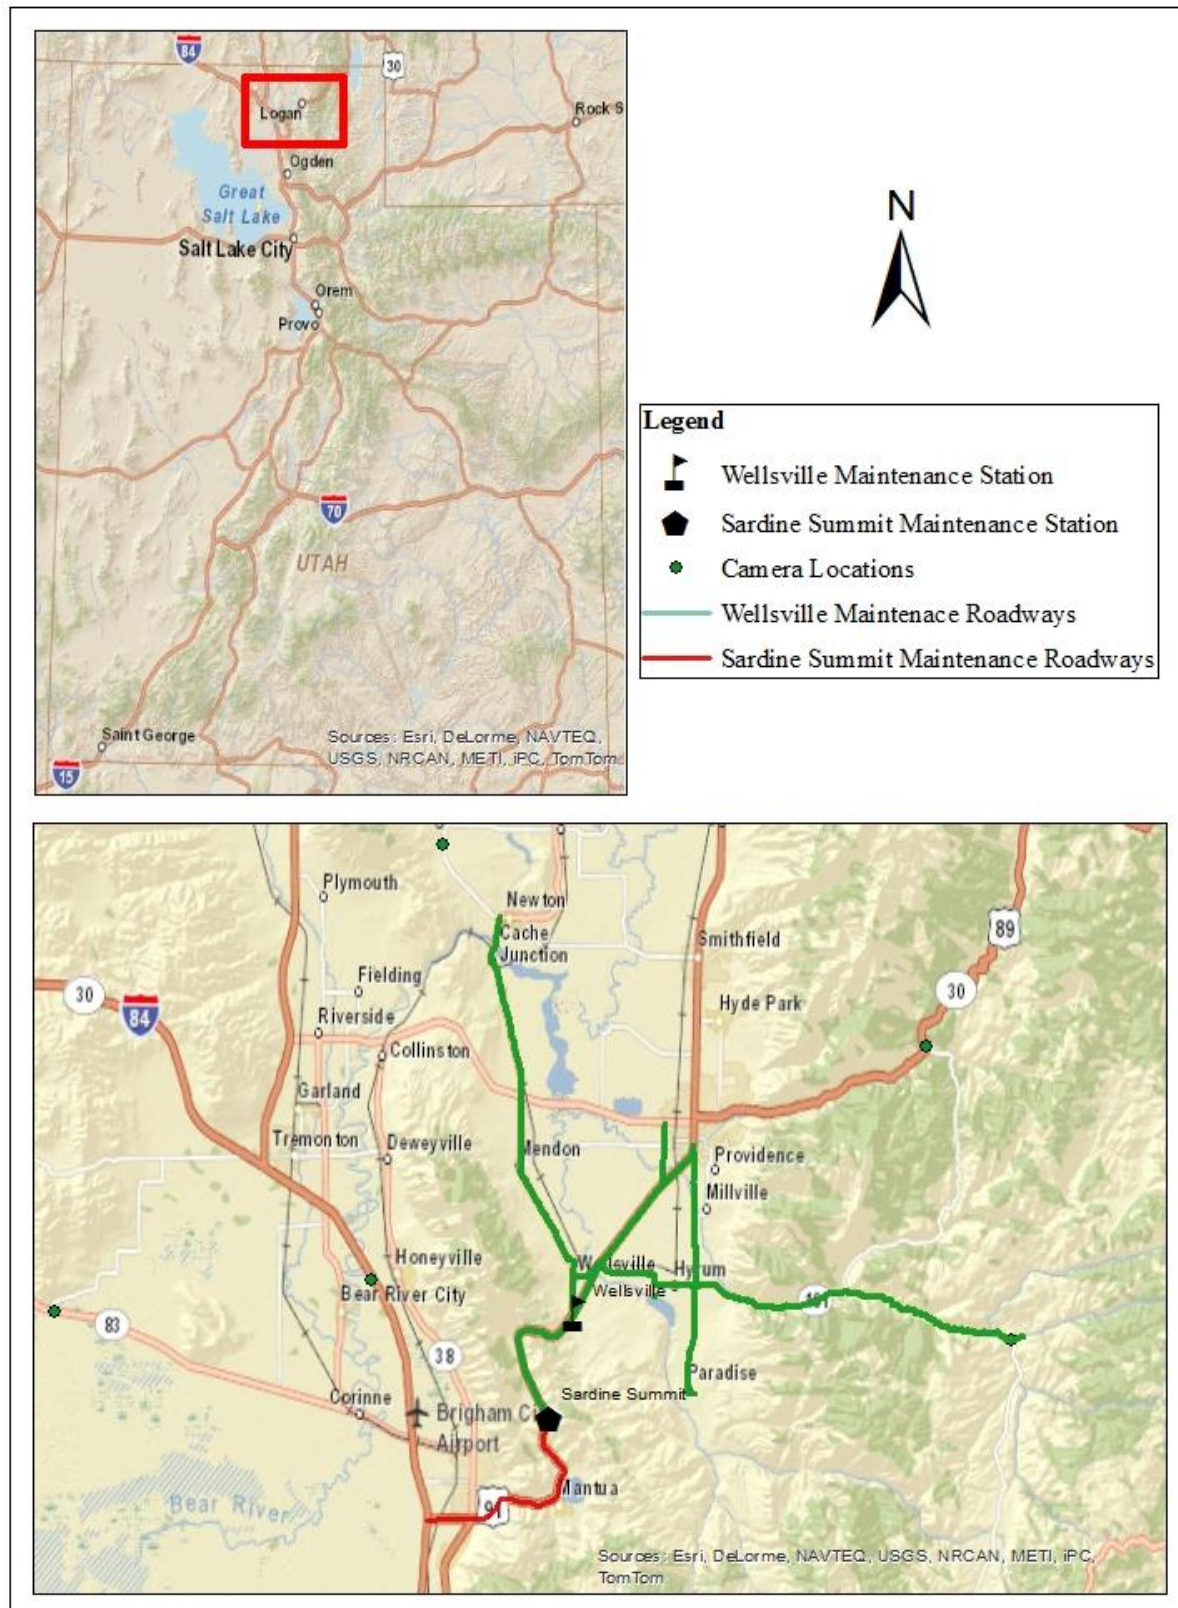 84
30
Logan
Rock S
Ogden
Great
Salt Lake
Salt Lake City
Orem
Provo
70
UTAH
Saint George
15
Sources: Esri, DeLorme, NAVTEQ,
USGS, NRCAN, METI, iPC, TomTom
N
Legend
Wellsville Maintenance Station
Sardine Summit Maintenance Station
Camera Locations
Wellsville Maintenace Roadways
Sardine Summit Maintenance Roadways
Plymouth
Newton
Cache
Junction
Smithfield
89
Fielding
30
84
30
Hyde Park
Riverside
Collinston
Garland
Tremonton
Deweyville
Mendon
Providence
Millville
Honeyville
Wellsville
Hyrum
Bear River City
Wellsville
101
83
38
Paradise
Corinne
Sardine Summit
Brigham Ci
Airport
Mantua
91
Bear River
Sources: Esri, DeLorme, NAVTEQ, USGS, NRCAN, METI, iPC,
TomTom